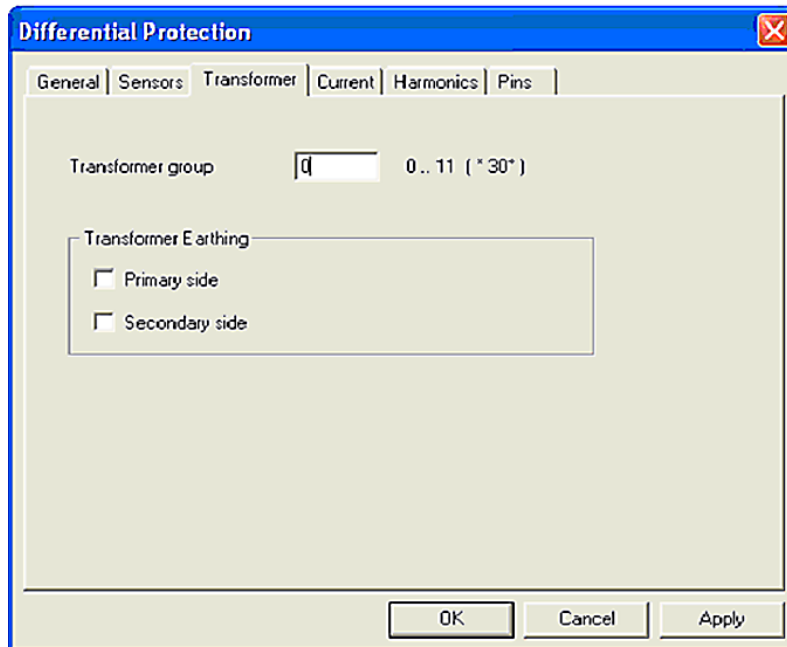 Differential Protection
General Sensors Transformer Current Harmonics Pins
Transformer group 0 0 .. 11 ( * 30° )
Transformer Earthing
Primary side
Secondary side
OK Cancel Apply